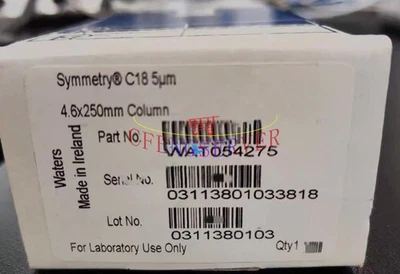 Symmetry® C18 5µm
4.6x250mm Column
Part No.
WAT054275
Serial No.
03113801033818
Lot No.
0311380103
For Laboratory Use Only
Qty 1
Waters
Made in Ireland